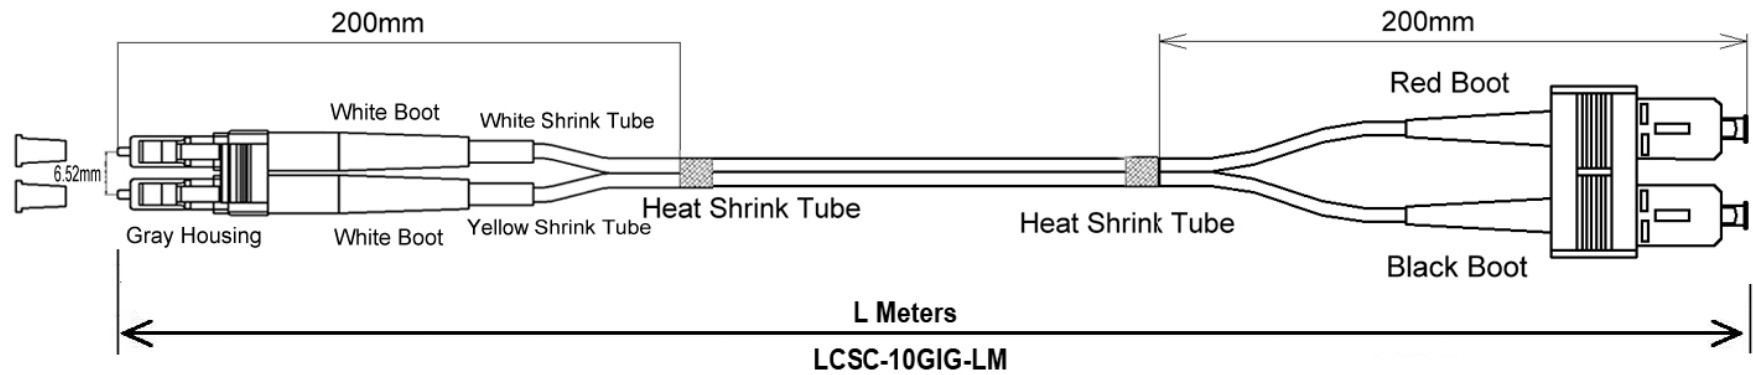 200mm
200mm
Red Boot
White Boot
White Shrink Tube
6.52mm
Heat Shrink Tube
Heat Shrink Tube
Gray Housing
White Boot
Yellow Shrink Tube
Black Boot
L Meters
LCSC-10GIG-LM